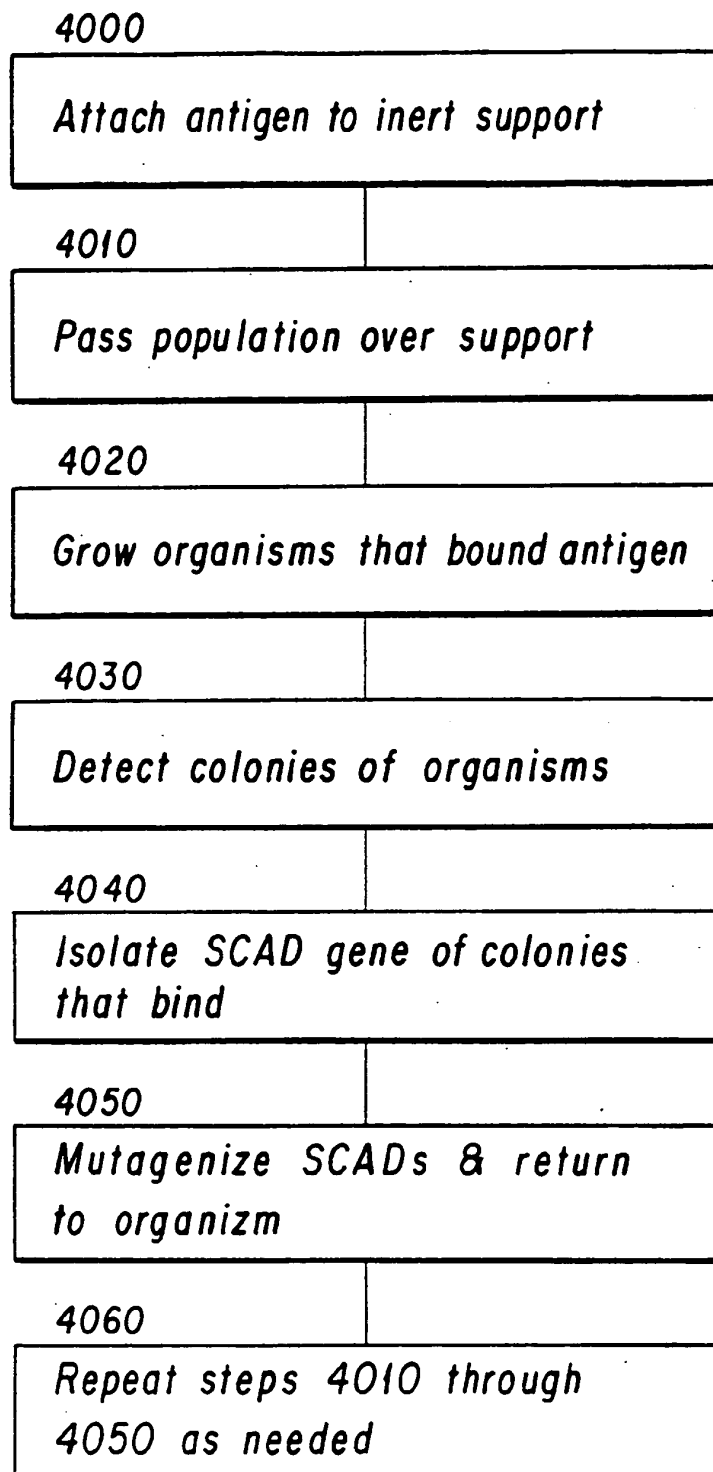 4000
Attach antigen to inert support
4010
Pass population over support
4020
Grow organisms that bound antigen
4030
Detect colonies of organisms
4040
Isolate SCAD gene of colonies
that bind
4050
Mutagenize SCADs & return
to organizm
4060
Repeat steps 4010 through
4050 as needed